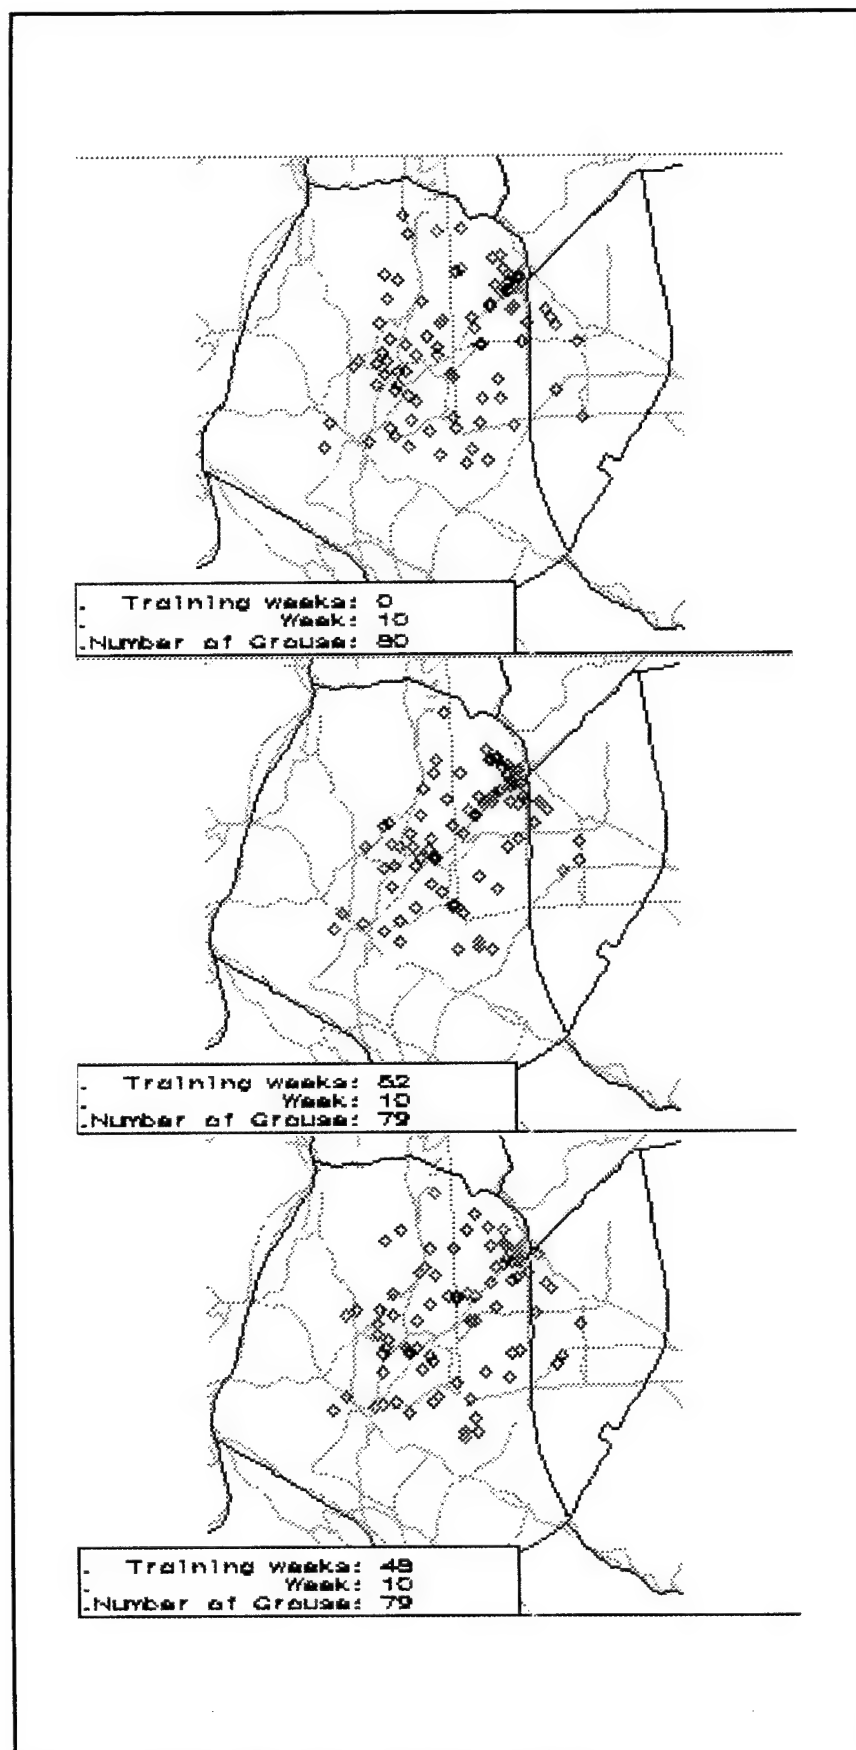 Training weeks: 0
Week: 10
Number of Grouse: 80
Training weeks: 52
Week: 10
Number of Grouse: 79
Training weeks: 48
Week: 10
Number of Grouse: 79